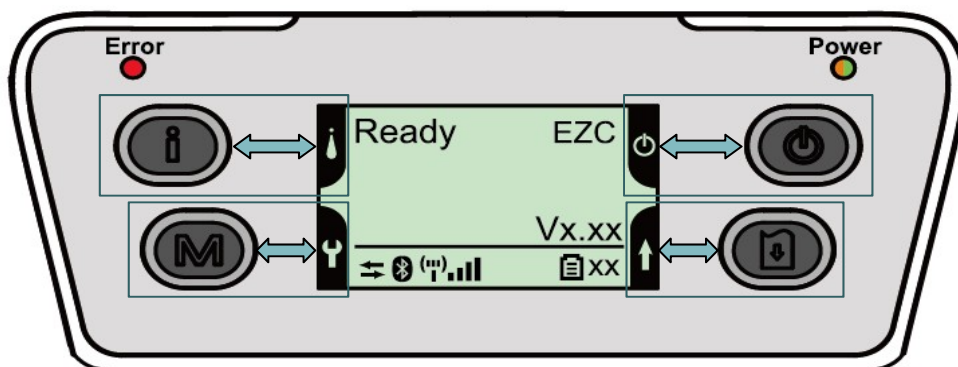 Error
Power
i
Ready EZC
M
Vx.xx
xx